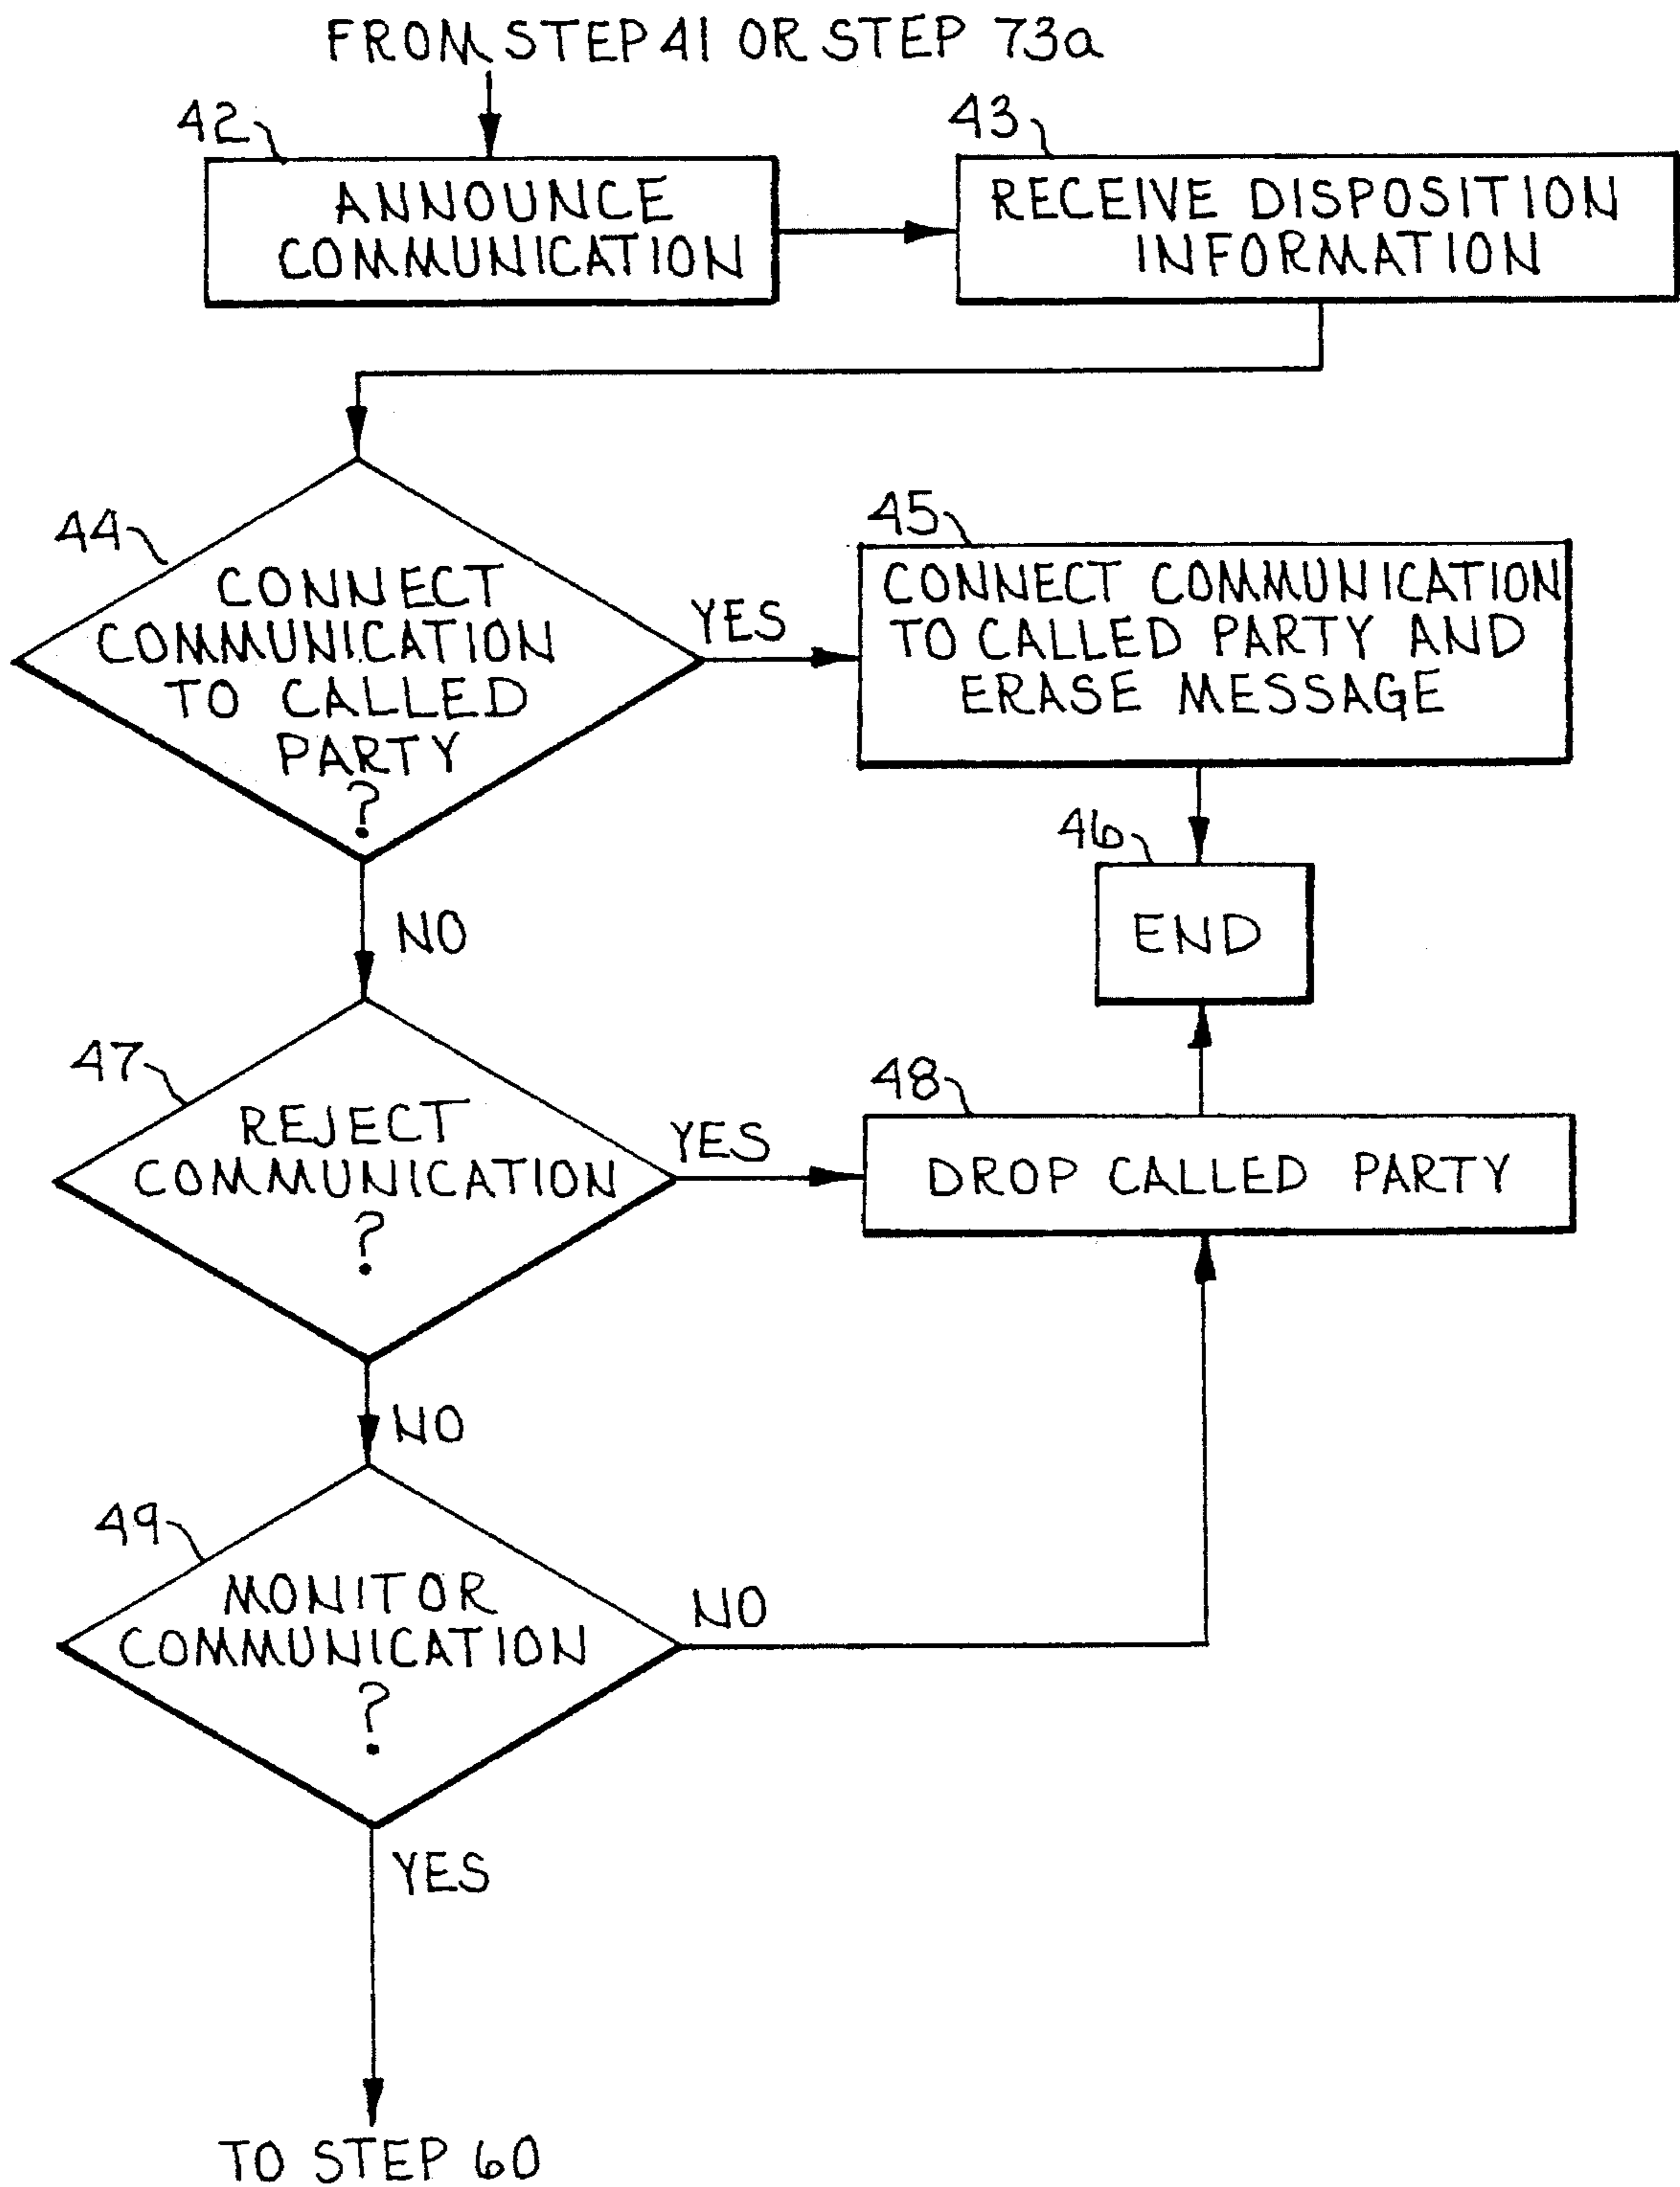 FROM STEP 41 OR STEP 73a
42
ANNOUNCE
COMMUNICATION
43
RECEIVE DISPOSITION
INFORMATION
44
CONNECT
COMMUNICATION
TO CALLED
PARTY
?
YES
45
CONNECT COMMUNICATION
TO CALLED PARTY AND
ERASE MESSAGE
46
END
NO
47
REJECT
COMMUNICATION
?
YES
48
DROP CALLED PARTY
NO
49
MONITOR
COMMUNICATION
?
NO
YES
TO STEP 60